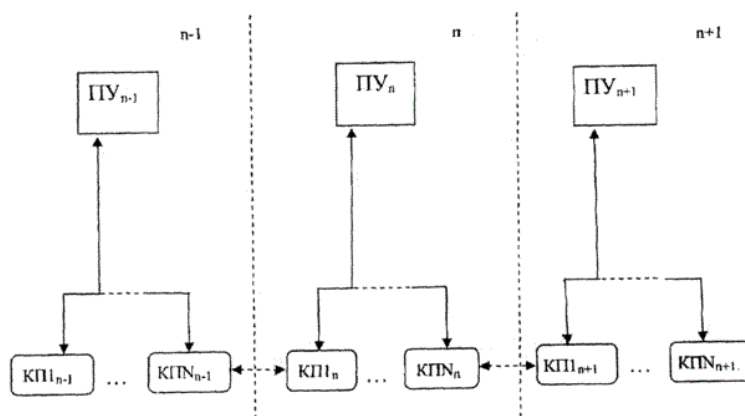 n-1 n n+1
ПУn-1 ПУn ПУn+1
КП1n-1 ... КПNn-1 КП1n ... КПNn КП1n+1 ... КПNn+1.